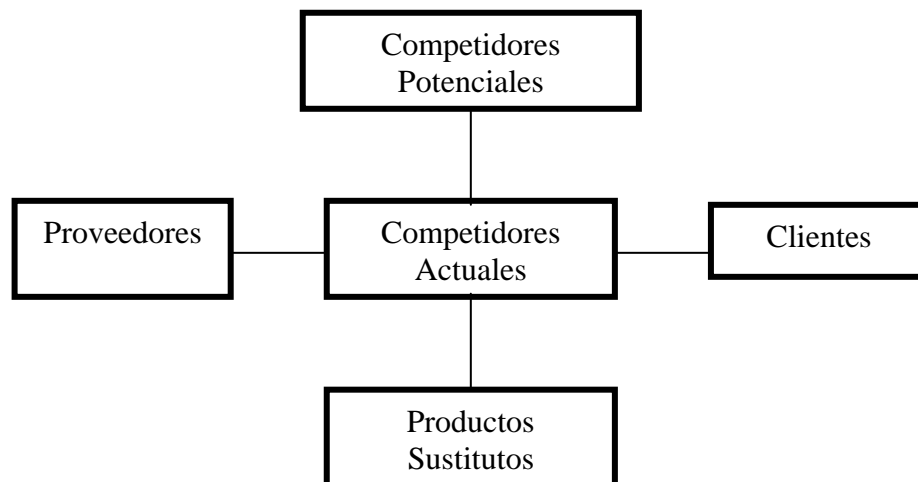 Competidores
Potenciales
Proveedores
Competidores
Actuales
Clientes
Productos
Sustitutos